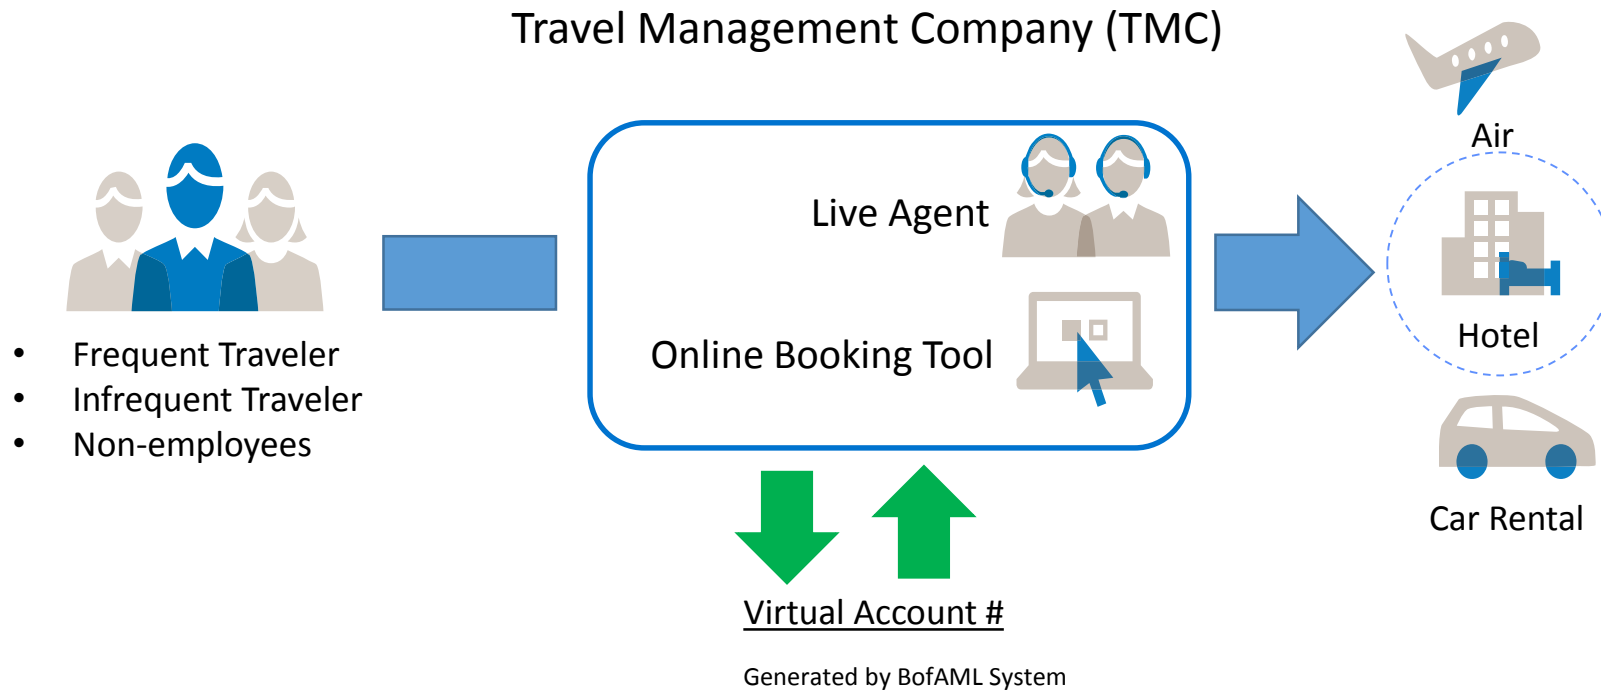 Travel Management Company (TMC)
Air
Live Agent
Hotel
Online Booking Tool
• Frequent Traveler
• Infrequent Traveler
• Non-employees
Car Rental
Virtual Account #
Generated by BofAML System